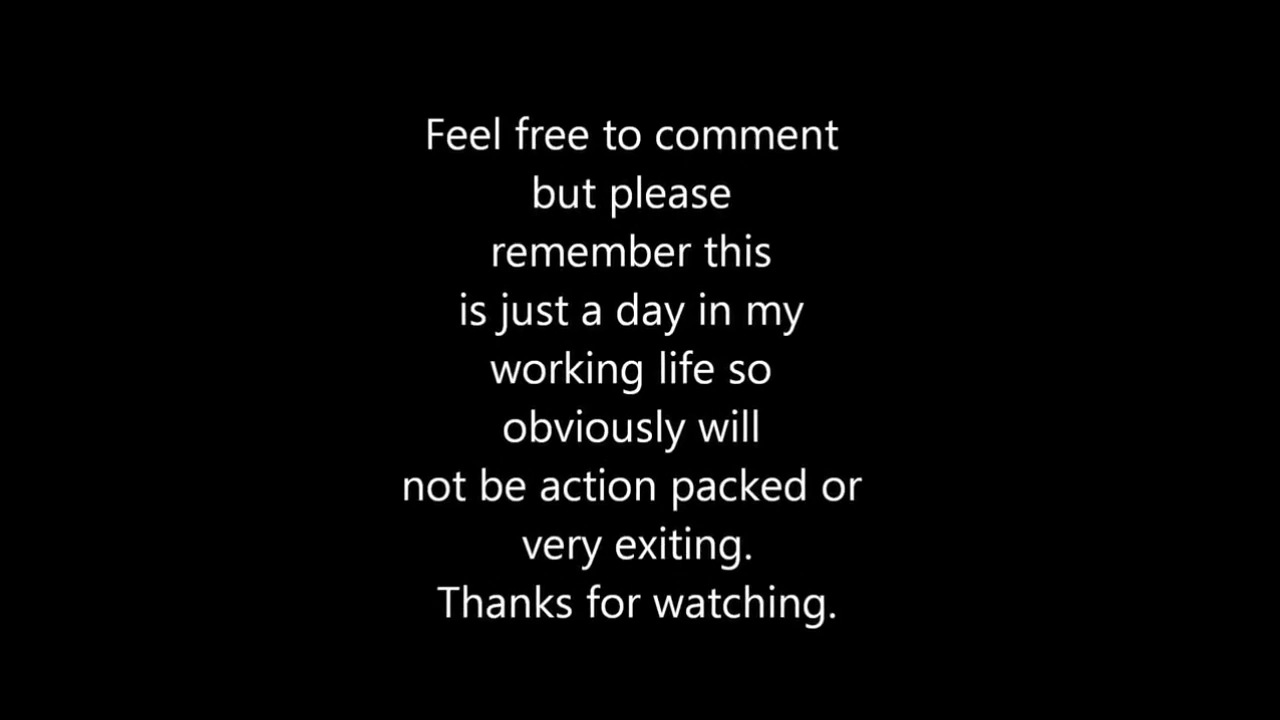 Feel free to comment
but please
remember this
is just a day in my
working life so
obviously will
not be action packed or
very exiting.
Thanks for watching.